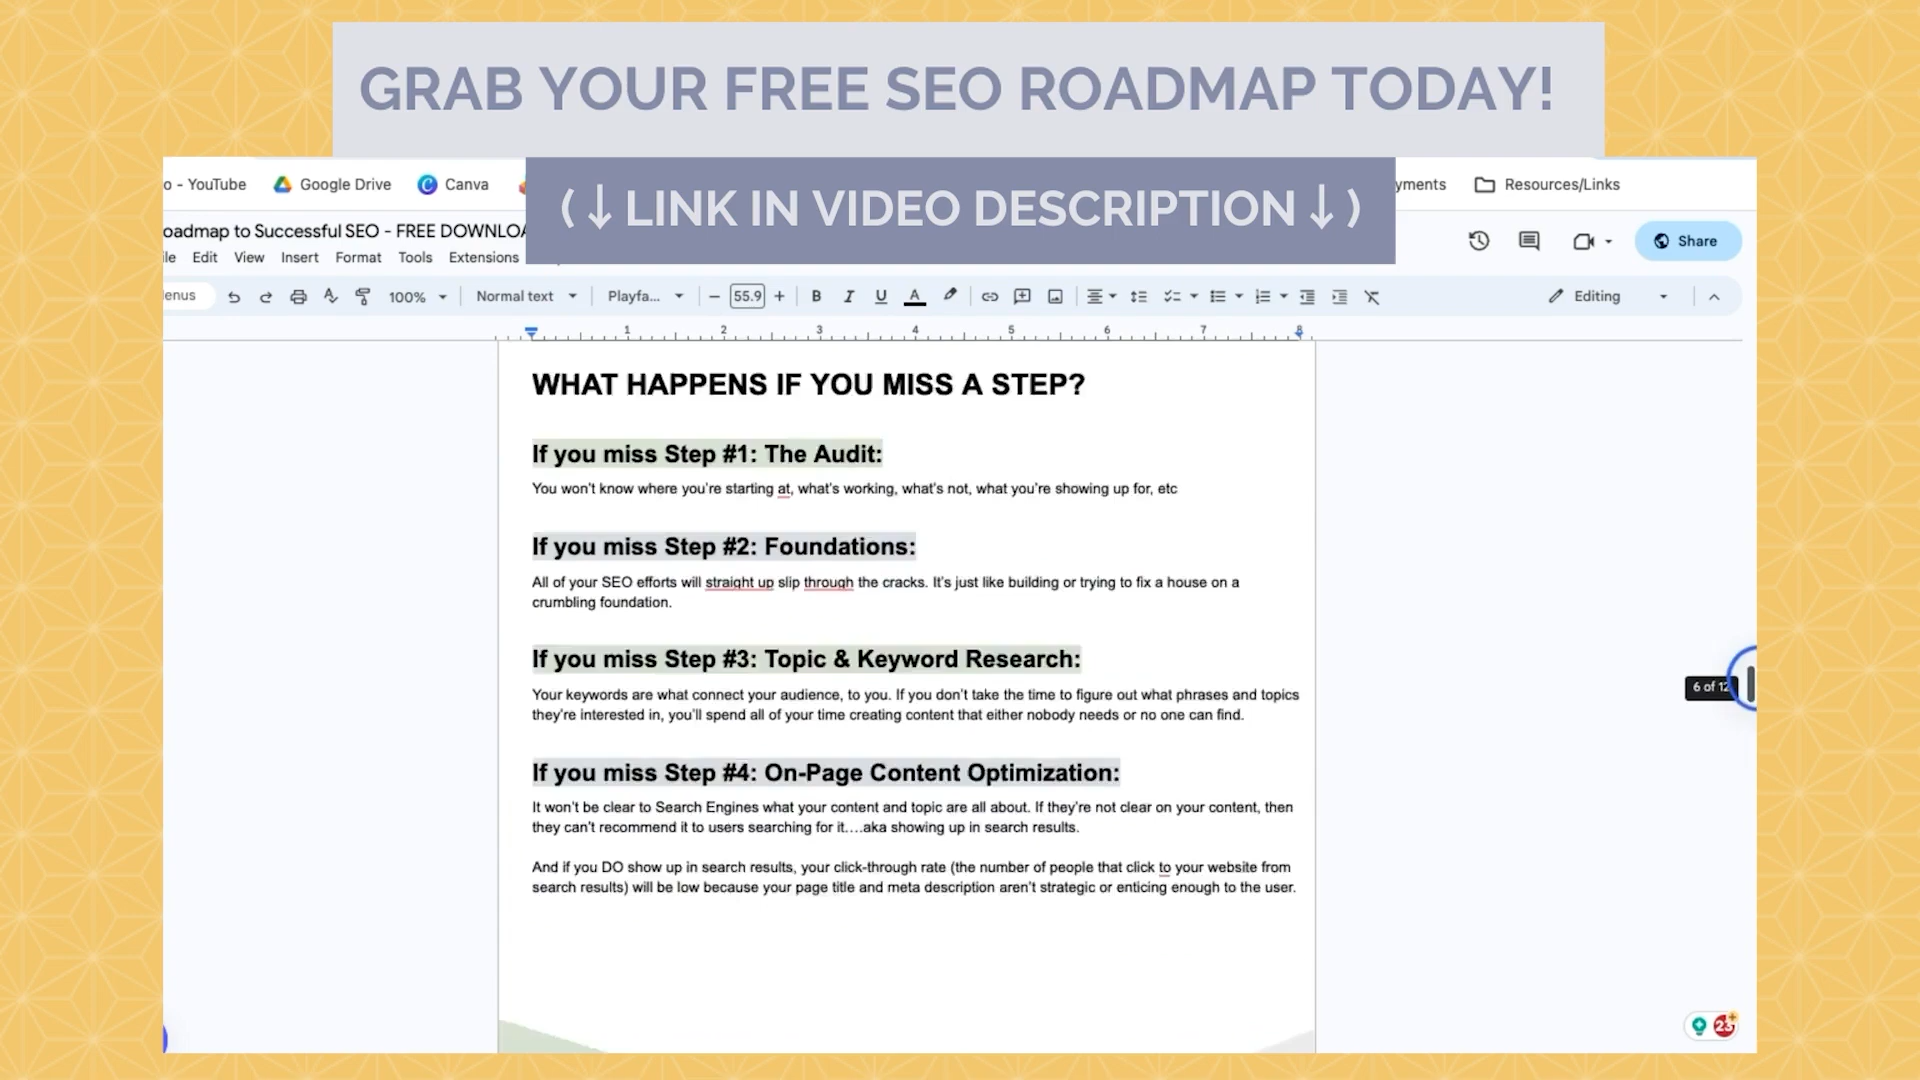 GRAB YOUR FREE SEO ROADMAP TODAY!
(↓LINK IN VIDEO DESCRIPTION↓)
o - YouTube Google Drive Canva yments Resources/Links
oadmap to Successful SEO - FREE DOWNLOA
Share
le Edit View Insert Format Tools Extensions
enus 100% Normal text Playfa... 55.9 B I U A Editing
1 2 3 4 5 6 7 8
WHAT HAPPENS IF YOU MISS A STEP?
If you miss Step #1: The Audit:
You won't know where you're starting at, what's working, what's not, what you're showing up for, etc
If you miss Step #2: Foundations:
All of your SEO efforts will straight up slip through the cracks. It's just like building or trying to fix a house on a
crumbling foundation.
If you miss Step #3: Topic & Keyword Research:
Your keywords are what connect your audience, to you. If you don't take the time to figure out what phrases and topics
they're interested in, you'll spend all of your time creating content that either nobody needs or no one can find.
6 of 12
If you miss Step #4: On-Page Content Optimization:
It won't be clear to Search Engines what your content and topic are all about. If they're not clear on your content, then
they can't recommend it to users searching for it....aka showing up in search results.
And if you DO show up in search results, your click-through rate (the number of people that click to your website from
search results) will be low because your page title and meta description aren't strategic or enticing enough to the user.
23